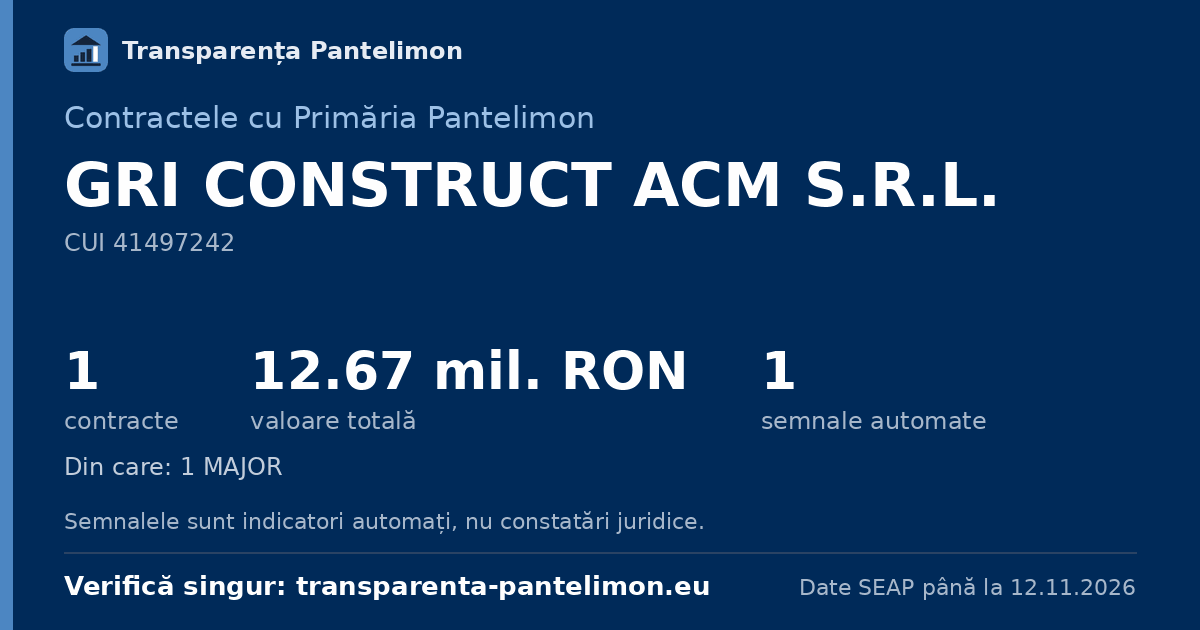 Transparența Pantelimon
Contractele cu Primăria Pantelimon
GRI CONSTRUCT ACM S.R.L.
CUI 41497242
1 12.67 mil. RON 1
contracte valoare totală semnale automate
Din care: 1 MAJOR
Semnalele sunt indicatori automați, nu constatări juridice.
Verifică singur: transparenta-pantelimon.eu Date SEAP până la 12.11.2026